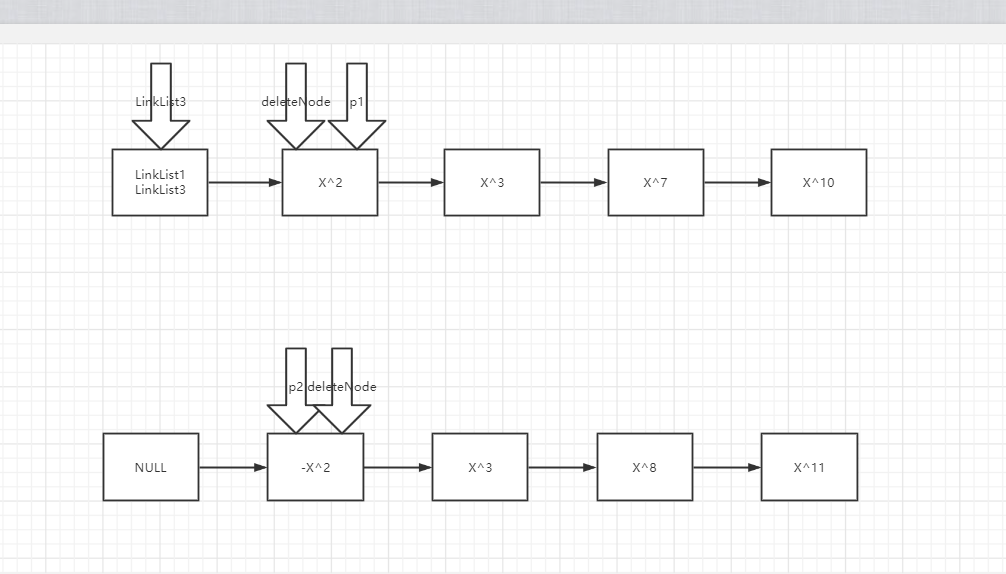 LinkList3
deleteNode
p1
LinkList1
LinkList3
X^2
X^3
X^7
X^10
p2
deleteNode
NULL
-X^2
X^3
X^8
X^11